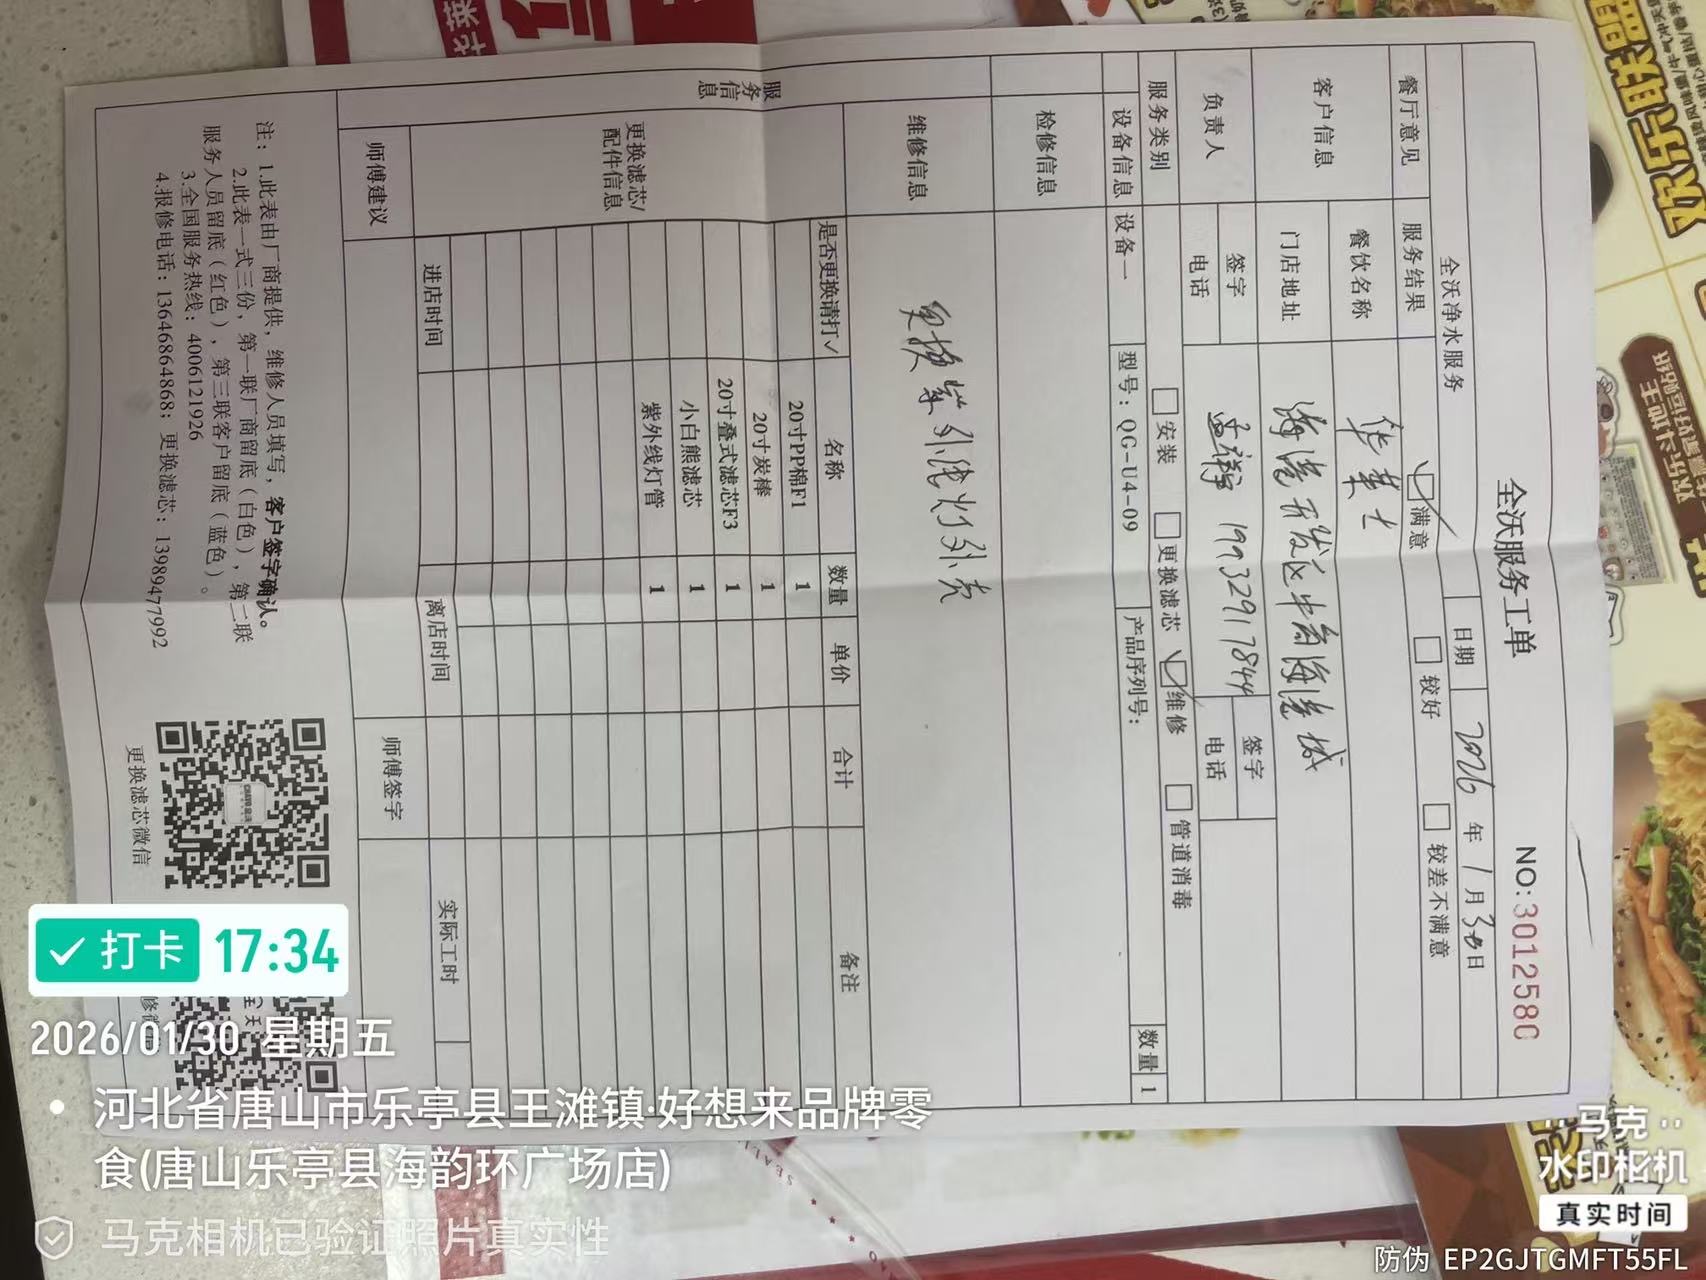 全沃服务工单
NO:3012580
全沃净水服务 日期 2026年1月30日
餐厅意见 服务结果 ☑满意 □较好 □较差不满意
客户信息 餐饮名称 华莱士
门店地址 海港开发区中南海港城
负责人 签字 签字
电话 19932917844 电话
服务类别 □安装 □更换滤芯 ☑维修 □管道消毒
设备信息 设备一 型号：QG-U4-09 产品序列号： 数量 1
检修信息
维修信息 更换紫外线灯外壳
服务信息
更换滤芯/配件信息
是否更换请打✓ 名称 数量 单价 合计 备注
20寸PP棉F1 1
20寸炭棒 1
20寸叠式滤芯F3 1
小白熊滤芯 1
紫外线灯管 1
进店时间 离店时间 实际工时
师傅建议 师傅签字
注：1.此表由厂商提供，维修人员填写，客户签字确认。
2.此表一式三份，第一联厂商留底（白色），第二联
服务人员留底（红色），第三联客户留底（蓝色）。
3.全国服务热线：4006121926
4.报修电话：13646864868；更换滤芯：13989477992
更换滤芯微信
打卡 17:34
2026/01/30 星期五
河北省唐山市乐亭县王滩镇·好想来品牌零
食(唐山乐亭县海韵环广场店)
马克相机已验证照片真实性
马克
水印相机
真实时间
防伪 EP2GJTGMFT55FL
欢乐联盟
欢乐斗地主